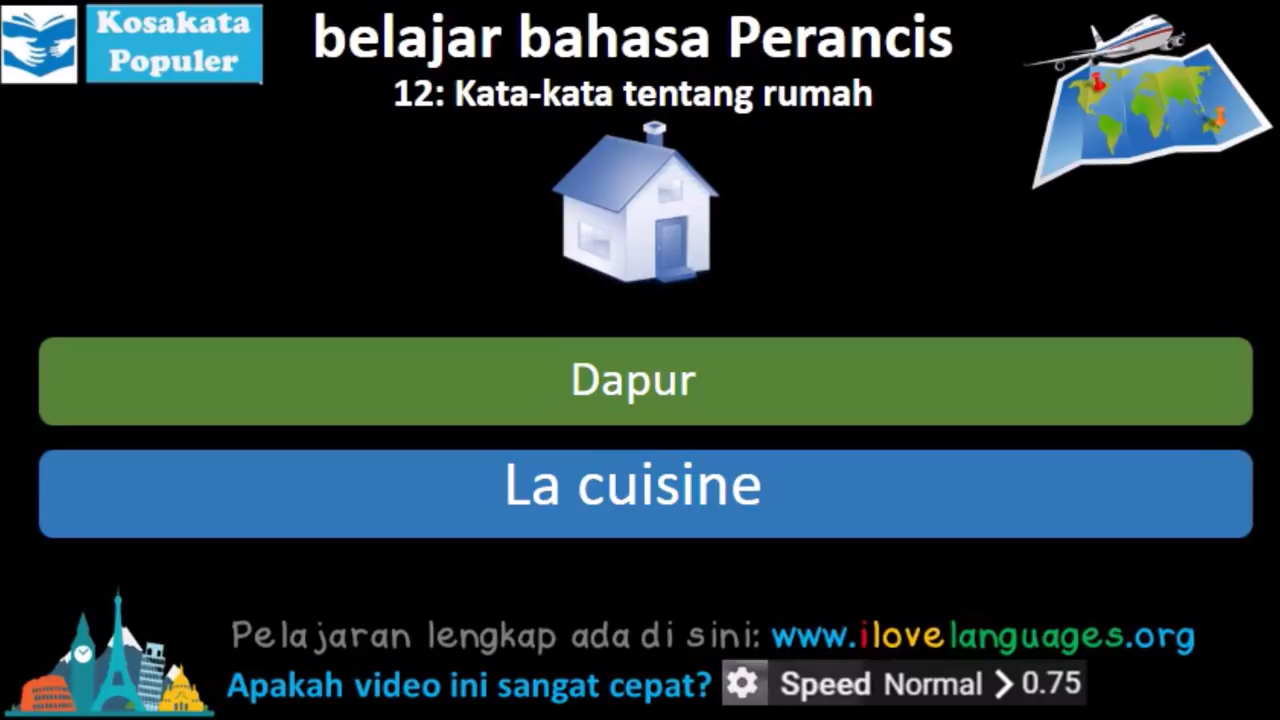 Kosakata
Populer
belajar bahasa Perancis
12: Kata-kata tentang rumah
Dapur
La cuisine
Pelajaran lengkap ada di sini: www.ilovelanguages.org
Apakah video ini sangat cepat? Speed Normal > 0.75